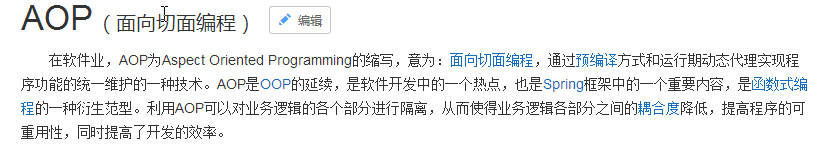 AOP（面向切面编程） 编辑
在软件业，AOP为Aspect Oriented Programming的缩写，意为：面向切面编程，通过预编译方式和运行期动态代理实现程
序功能的统一维护的一种技术。AOP是OOP的延续，是软件开发中的一个热点，也是Spring框架中的一个重要内容，是函数式编
程的一种衍生范型。利用AOP可以对业务逻辑的各个部分进行隔离，从而使得业务逻辑各部分之间的耦合度降低，提高程序的可
重用性，同时提高了开发的效率。